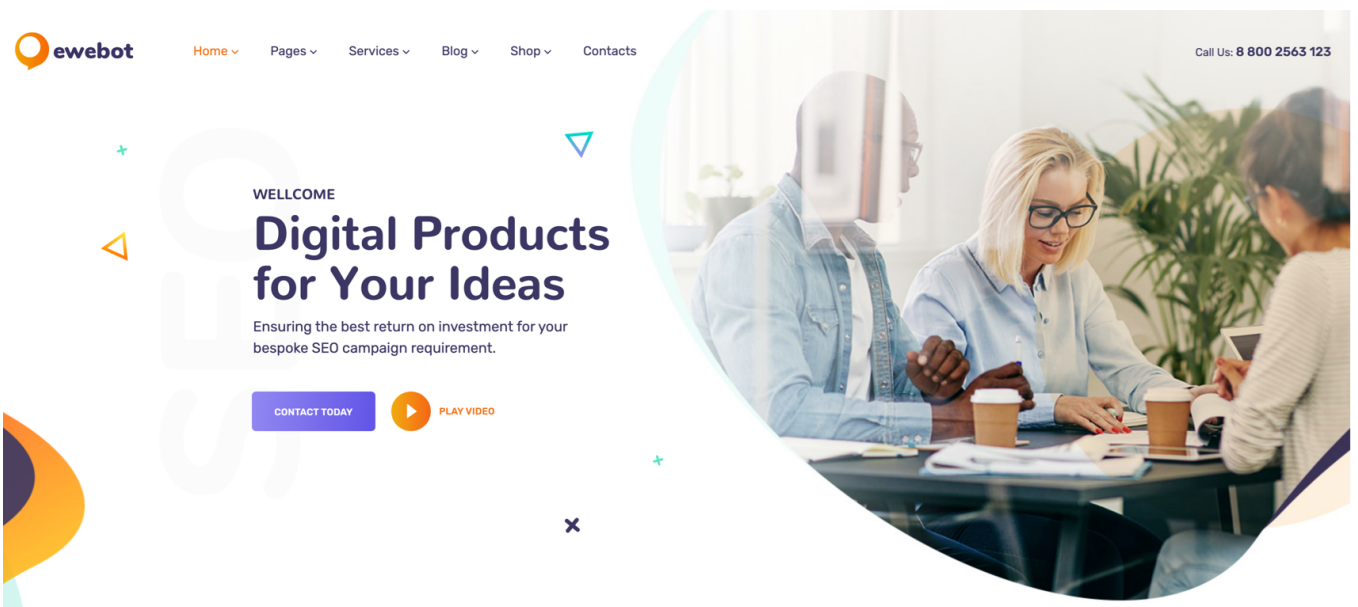 ewebot
Home Pages Services Blog Shop Contacts
Call Us: 8 800 2563 123
SEO
WELLCOME
Digital Products
for Your Ideas
Ensuring the best return on investment for your
bespoke SEO campaign requirement.
CONTACT TODAY
PLAY VIDEO